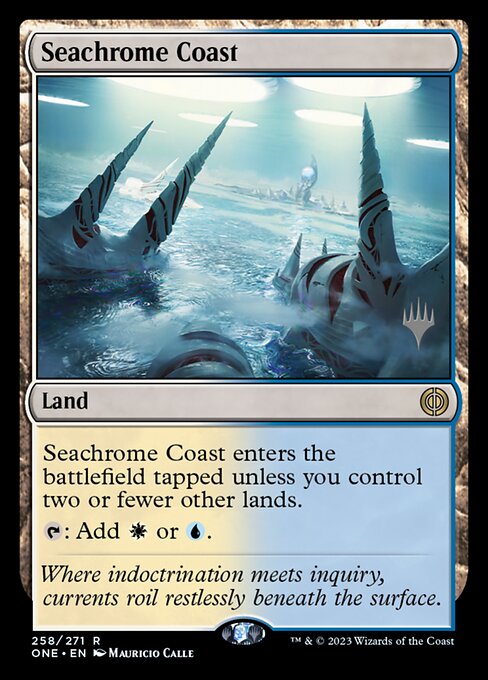 Seachrome Coast
Land
Seachrome Coast enters the
battlefield tapped unless you control
two or fewer other lands.
: Add or .
Where indoctrination meets inquiry,
currents roil restlessly beneath the surface.
258/271 R
ONE • EN Mauricio Calle
™ & © 2023 Wizards of the Coast